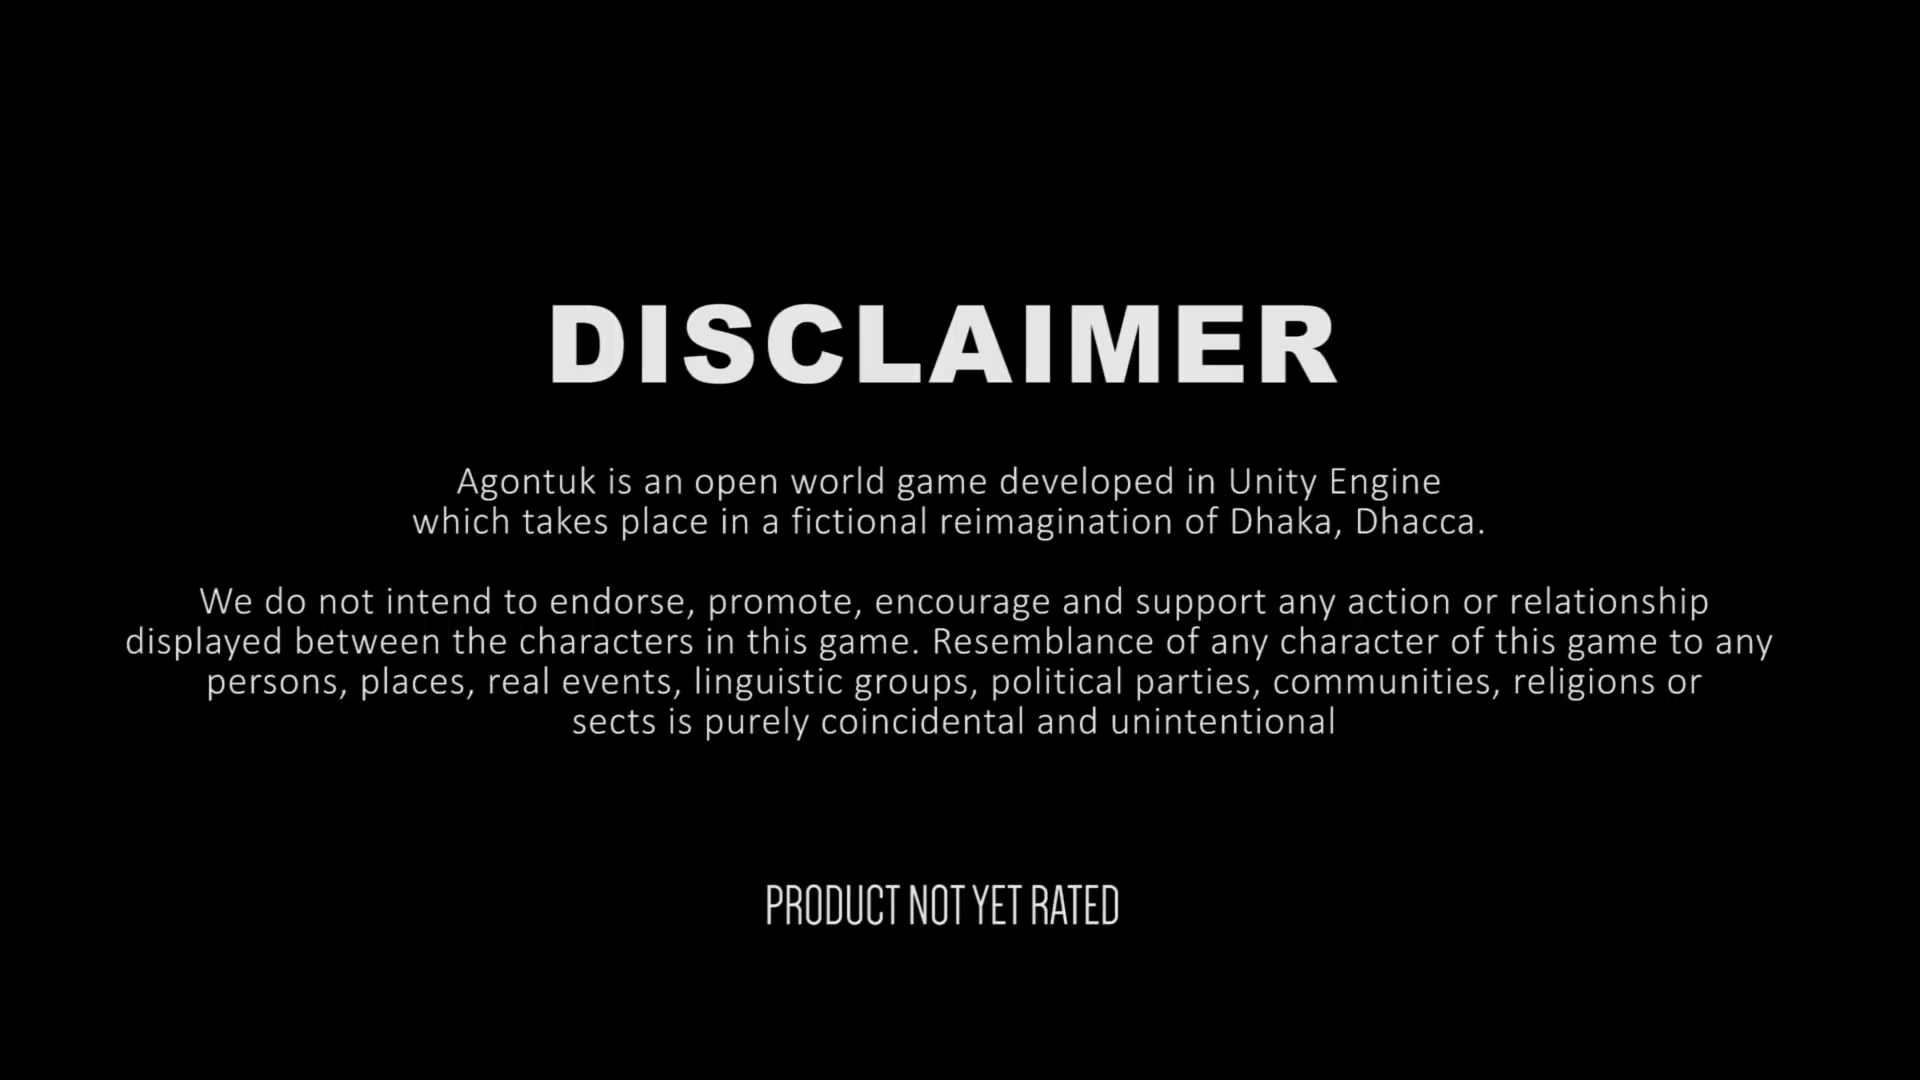 DISCLAIMER
Agontuk is an open world game developed in Unity Engine
which takes place in a fictional reimagination of Dhaka, Dhacca.
We do not intend to endorse, promote, encourage and support any action or relationship
displayed between the characters in this game. Resemblance of any character of this game to any
persons, places, real events, linguistic groups, political parties, communities, religions or
sects is purely coincidental and unintentional
PRODUCT NOT YET RATED